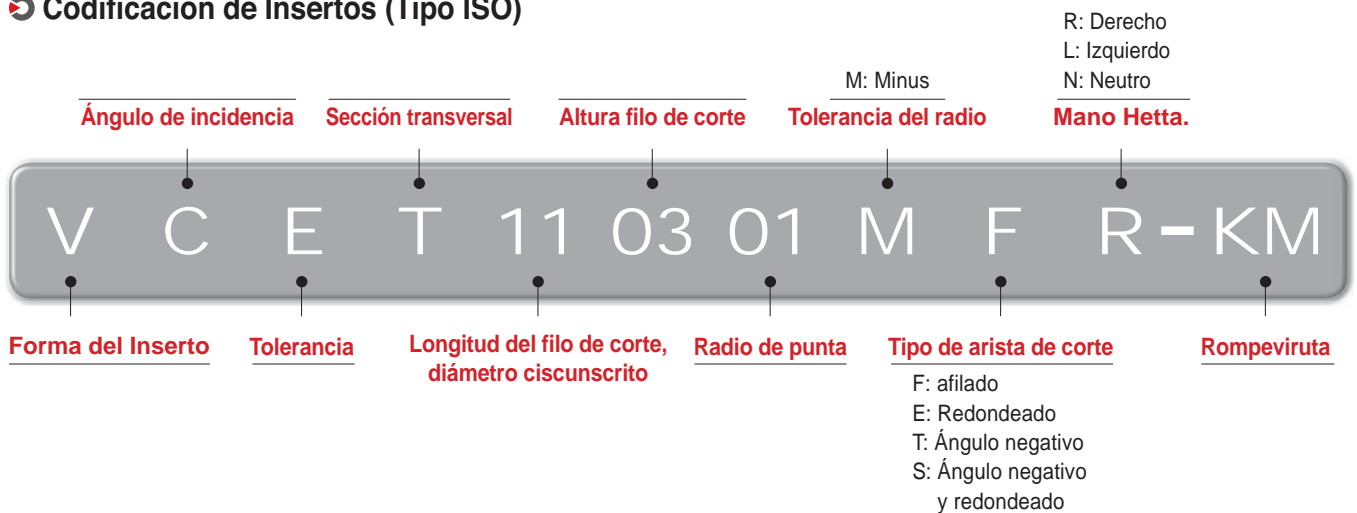 Codificación de Insertos (Tipo ISO)
R: Derecho
L: Izquierdo
N: Neutro
M: Minus
Ángulo de incidencia
Sección transversal
Altura filo de corte
Tolerancia del radio
Mano Hetta.
V C E T 11 03 01 M F R-KM
Forma del Inserto
Tolerancia
Longitud del filo de corte,
diámetro ciscunscrito
Radio de punta
Tipo de arista de corte
Rompeviruta
F: afilado
E: Redondeado
T: Ángulo negativo
S: Ángulo negativo
y redondeado